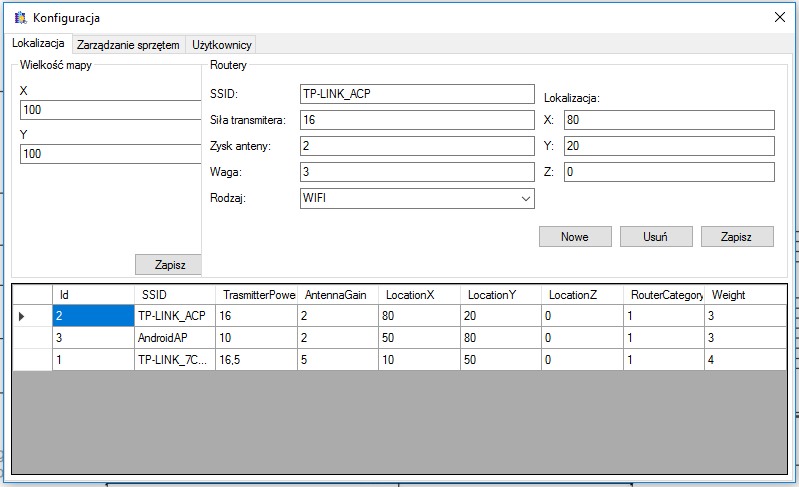 Konfiguracja
Lokalizacja Zarządzanie sprzętem Użytkownicy
Wielkość mapy
X
100
Y
100
Zapisz
Routery
SSID: TP-LINK_ACP
Siła transmitera: 16
Zysk anteny: 2
Waga: 3
Rodzaj: WIFI
Lokalizacja:
X: 80
Y: 20
Z: 0
Nowe Usuń Zapisz
Id SSID TrasmitterPowe AntennaGain LocationX LocationY LocationZ RouterCategory Weight
2 TP-LINK_ACP 16 2 80 20 0 1 3
3 AndroidAP 10 2 50 80 0 1 3
1 TP-LINK_7C... 16,5 5 10 50 0 1 4